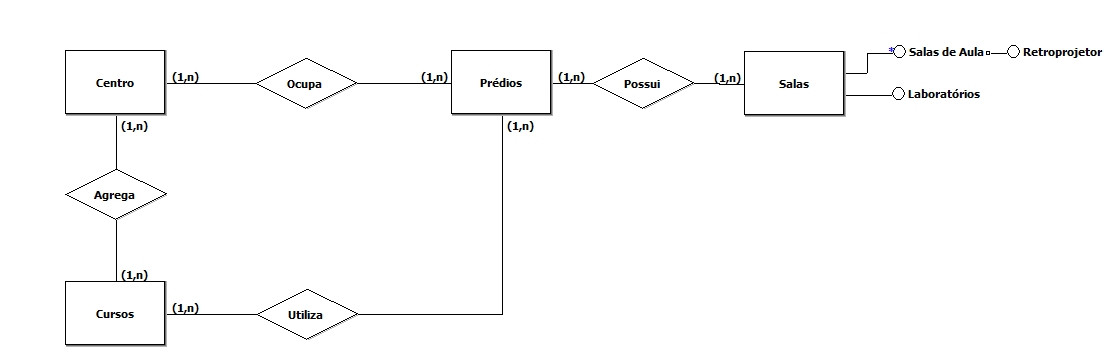 Centro
(1,n)
Ocupa
(1,n)
Prédios
(1,n)
Possui
(1,n)
Salas
*
Salas de Aula
Retroprojetor
Laboratórios
(1,n)
(1,n)
Agrega
(1,n)
Cursos
(1,n)
Utiliza